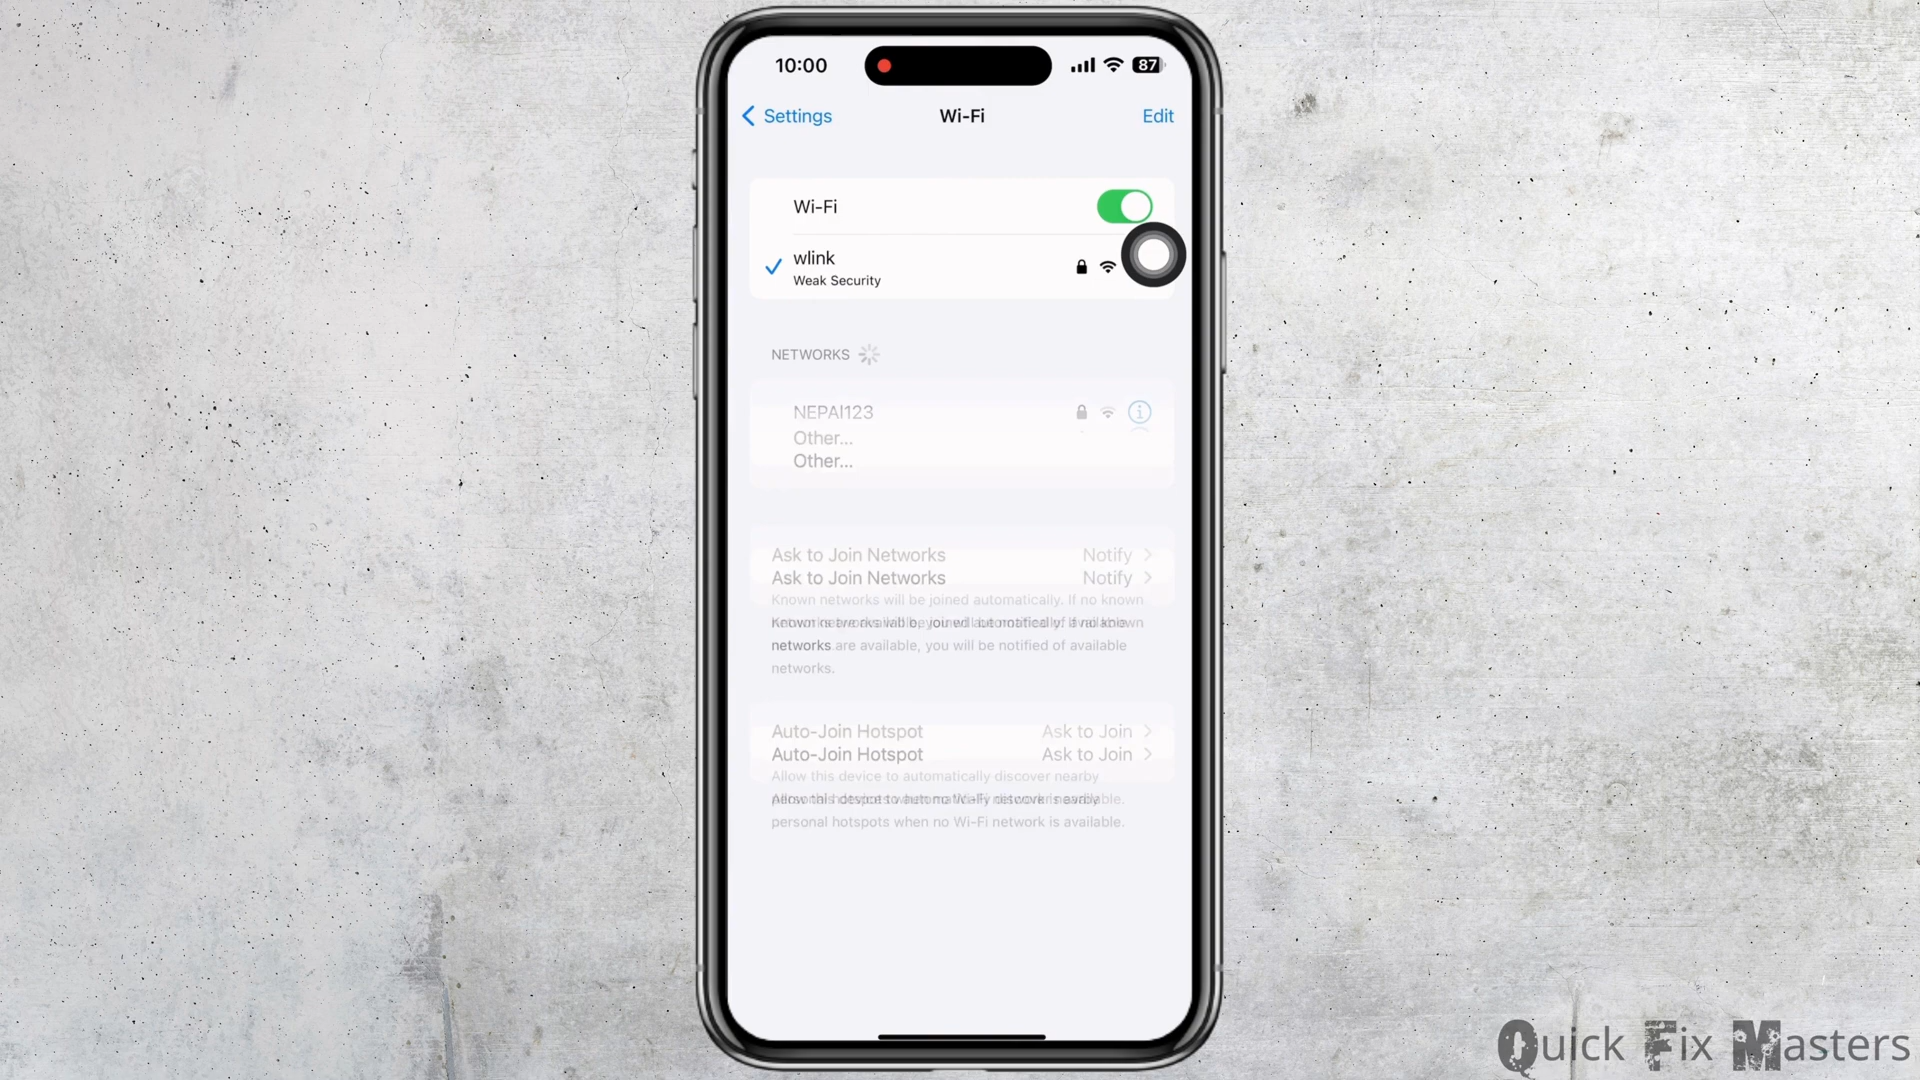 10:00
87
Settings
Wi-Fi
Edit
Wi-Fi
wlink
Weak Security
NETWORKS
NEPAl123
Other...
Other...
Ask to Join Networks Notify
Ask to Join Networks Notify
Known networks will be joined automatically. If no known
networks are available, you will be notified of available
networks.
Auto-Join Hotspot Ask to Join
Auto-Join Hotspot Ask to Join
Allow this device to automatically discover nearby
personal hotspots when no Wi-Fi network is available.
Quick Fix Masters